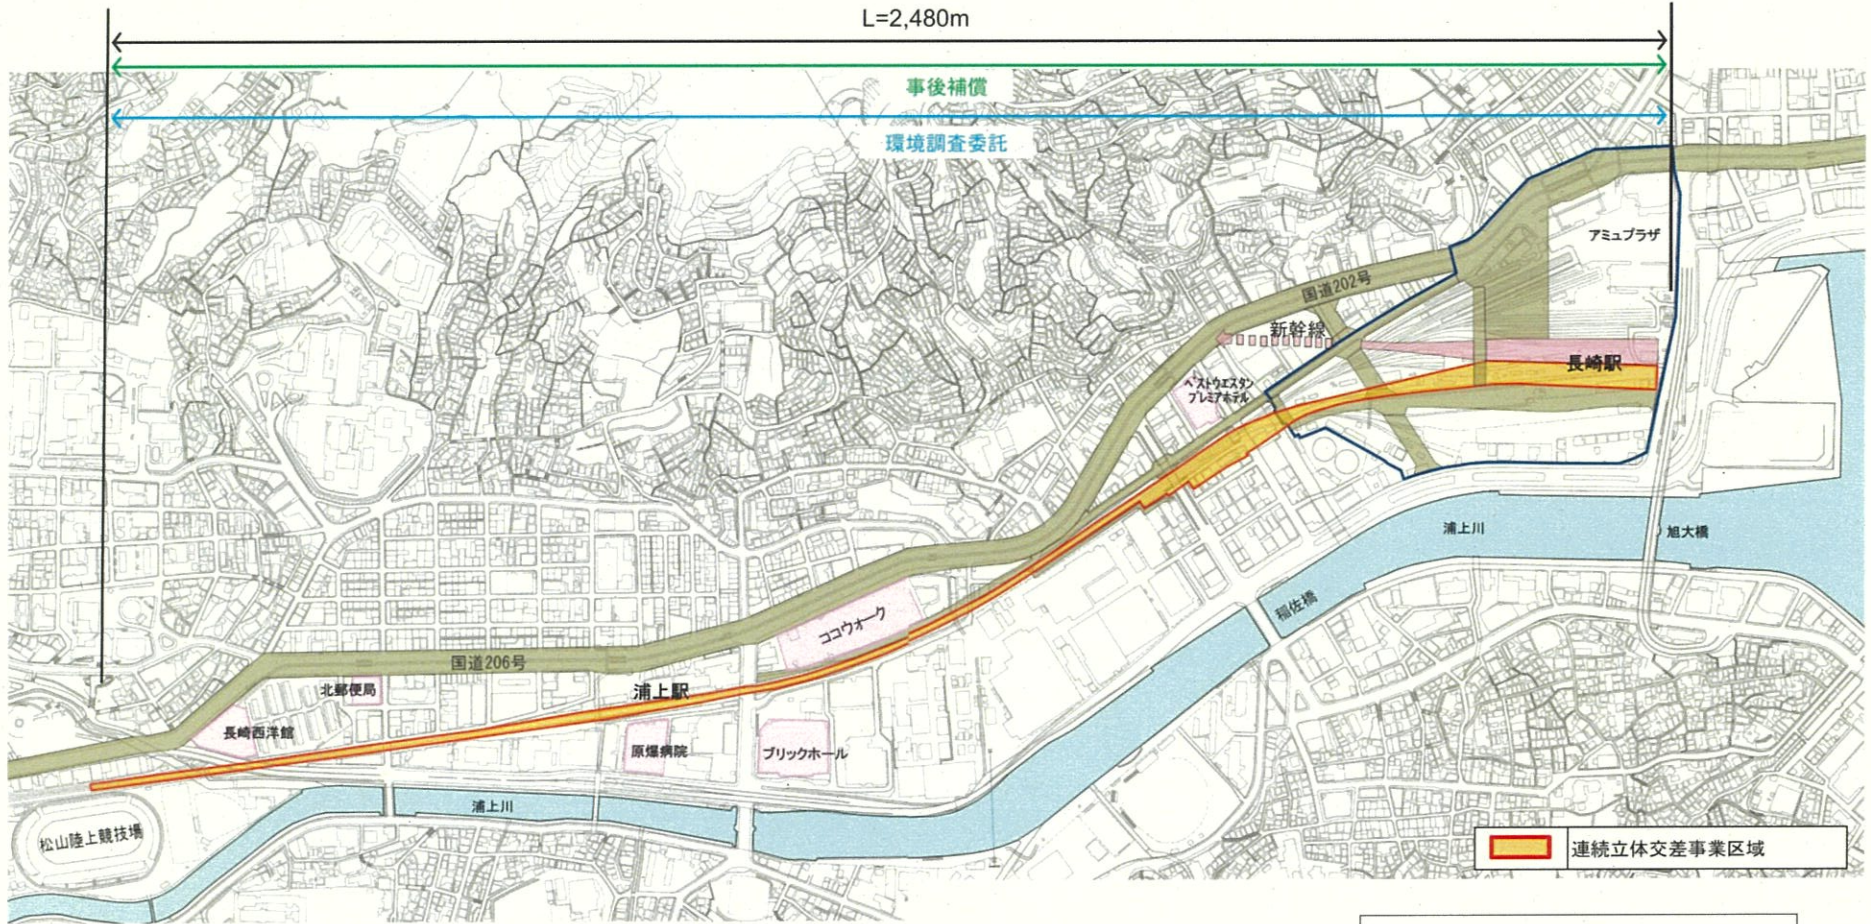 L=2,480m
事後補償
環境調査委託
アミュプラザ
国道202号
新幹線
長崎駅
ベストウエスタン
プレミアホテル
浦上川
旭大橋
稲佐橋
ココウォーク
国道206号
浦上駅
北郵便局
長崎西洋館
原爆病院
ブリックホール
浦上川
松山陸上競技場
連続立体交差事業区域